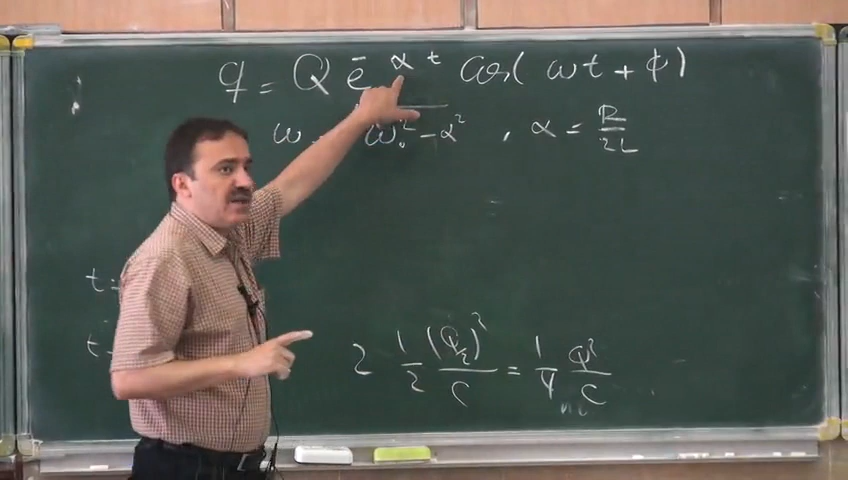 q = Q e^{-αt} Cos(ωt + φ)
ω = √(ω₀² - α²) , α = R/2L
t =
t
2 1/2 (Q/2)²/C = 1/4 Q²/C